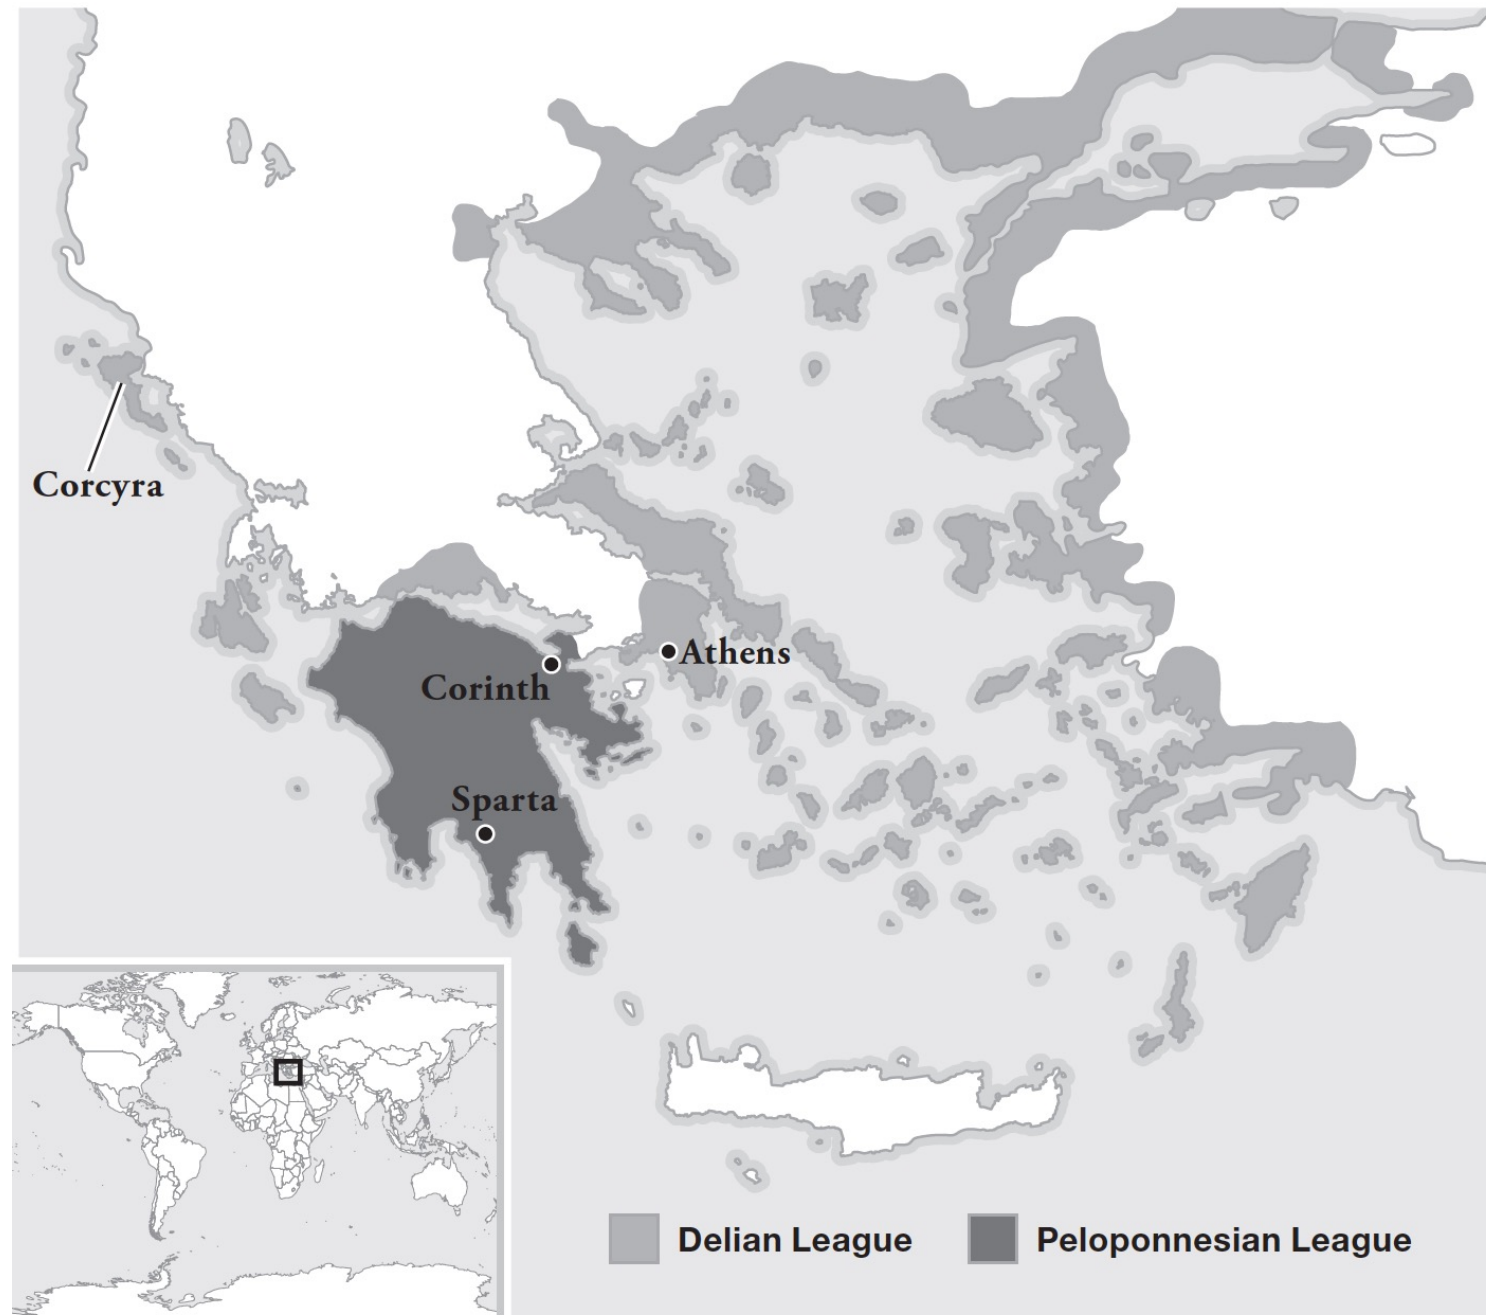 Corcyra
Athens
Corinth
Sparta
Delian League
Peloponnesian League